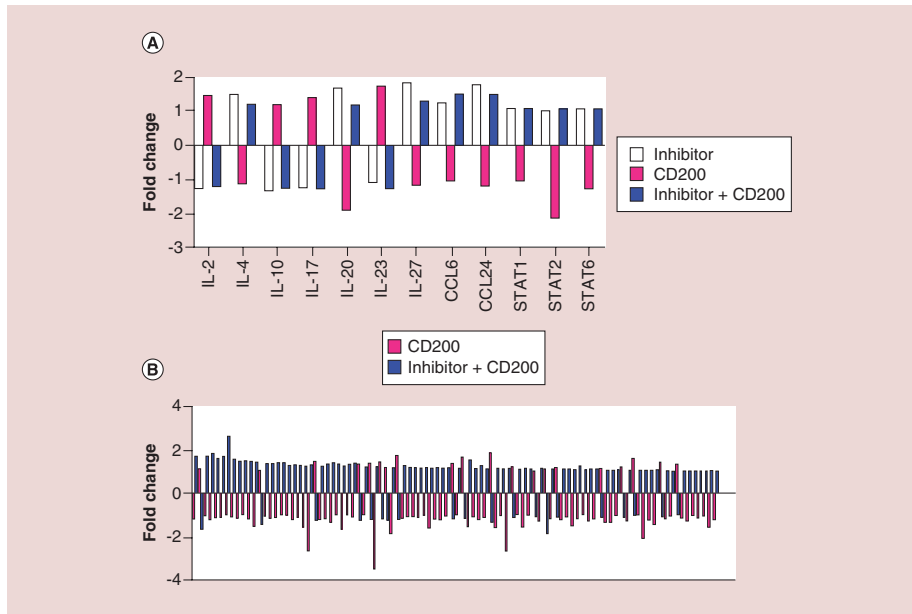 A
Fold change
2
1
0
-1
-2
-3
IL-2
IL-4
IL-10
IL-17
IL-20
IL-23
IL-27
CCL6
CCL24
STAT1
STAT2
STAT6
Inhibitor
CD200
Inhibitor + CD200
CD200
Inhibitor + CD200
B
Fold change
4
2
0
-2
-4